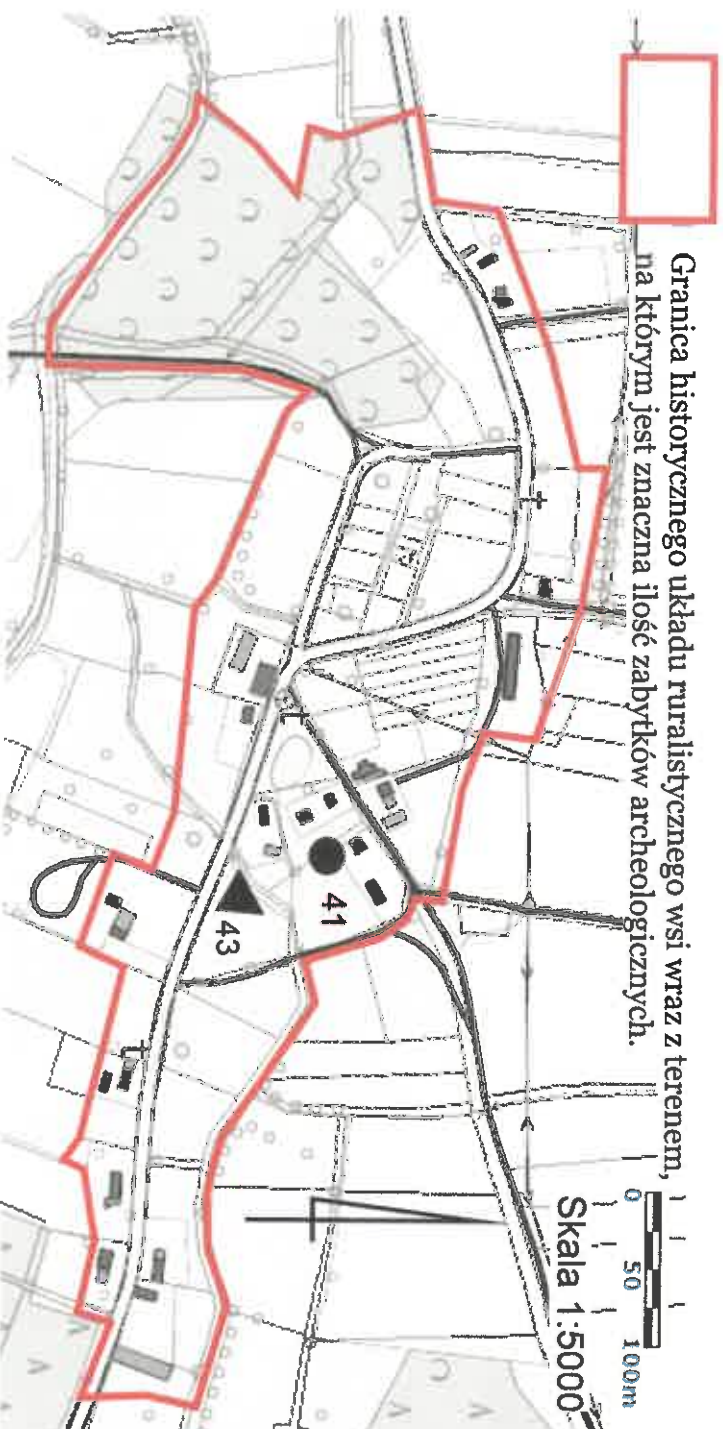 Granica historycznego układu ruralistycznego wsi wraz z terenem,
na którym jest znaczna ilość zabytków archeologicznych.
0 50 100m
Skala 1:5000
41
43